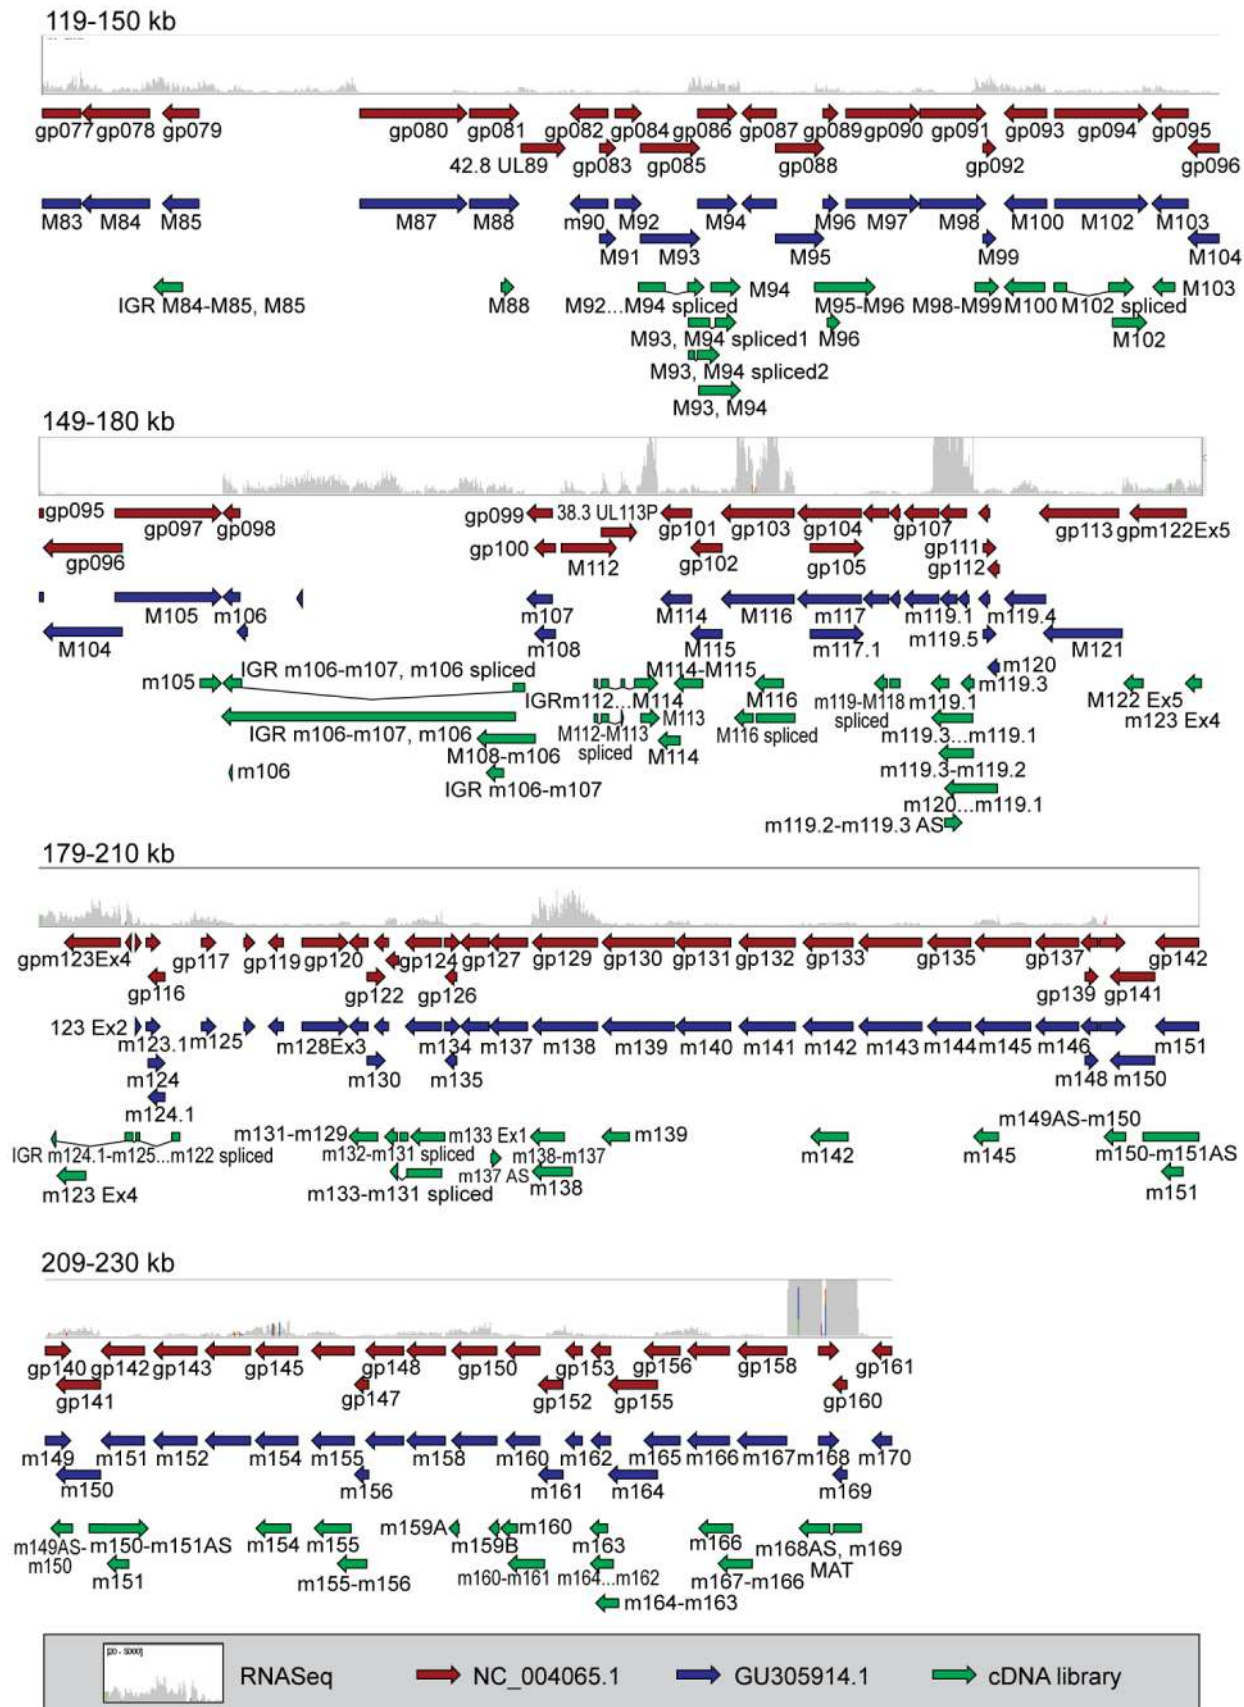 119-150 kb
gp077 gp078 gp079 gp080 gp081 gp082 gp084 gp086 gp087 gp089 gp090 gp091 gp093 gp094 gp095
42.8 UL89 gp083 gp085 gp088 gp092 gp096
M83 M84 M85 M87 M88 m90 M92 M94 M96 M97 M98 M100 M102 M103
M91 M93 M95 M99 M104
IGR M84-M85, M85 M88 M92...M94 spliced M94 M95-M96 M98-M99 M100 M102 spliced M103
M93, M94 spliced1 M96 M102
M93, M94 spliced2
M93, M94
149-180 kb
gp095 gp097 gp098 gp099 38.3 UL113P gp101 gp103 gp104 gp107 gp113 gpm122Ex5
gp096 gp100 M112 gp102 gp105 gp111
gp112
M105 m106 m107 M114 M116 m117 m119.1 m119.4
M104 m108 M115 m117.1 m119.5 M121
m120
m105 IGR m106-m107, m106 spliced IGRm112...M114 M114-M115 M116 m119-M118 spliced m119.1 m119.3 M122 Ex5 m123 Ex4
IGR m106-m107, m106 M112-M113 spliced M113 M116 spliced m119.3...m119.1
M108-m106 M114 m119.3-m119.2
m106 IGR m106-m107 m120...m119.1
m119.2-m119.3 AS
179-210 kb
gpm123Ex4 gp117 gp119 gp120 gp124 gp127 gp129 gp130 gp131 gp132 gp133 gp135 gp137 gp142
gp116 gp122 gp126 gp139 gp141
123 Ex2 m123.1 m125 m128Ex3 m134 m137 m138 m139 m140 m141 m142 m143 m144 m145 m146 m151
m124 m130 m135 m148 m150
m124.1
IGR m124.1-m125...m122 spliced m131-m129 m132-m131 spliced m133 Ex1 m138-m137 m139 m142 m145 m149AS-m150 m150-m151AS
m123 Ex4 m133-m131 spliced m137 AS m138 m151
209-230 kb
gp140 gp142 gp143 gp145 gp148 gp150 gp153 gp156 gp158 gp161
gp141 gp147 gp152 gp155 gp160
m149 m151 m152 m154 m155 m158 m160 m162 m165 m166 m167 m168 m170
m150 m156 m161 m164 m169
m149AS-m150 m150-m151AS m154 m155 m159A m159B m160 m163 m166 m168AS, m169 MAT
m151 m155-m156 m160-m161 m164...m162 m167-m166
m164-m163
[20 - 5000]
RNASeq NC_004065.1 GU305914.1 cDNA library